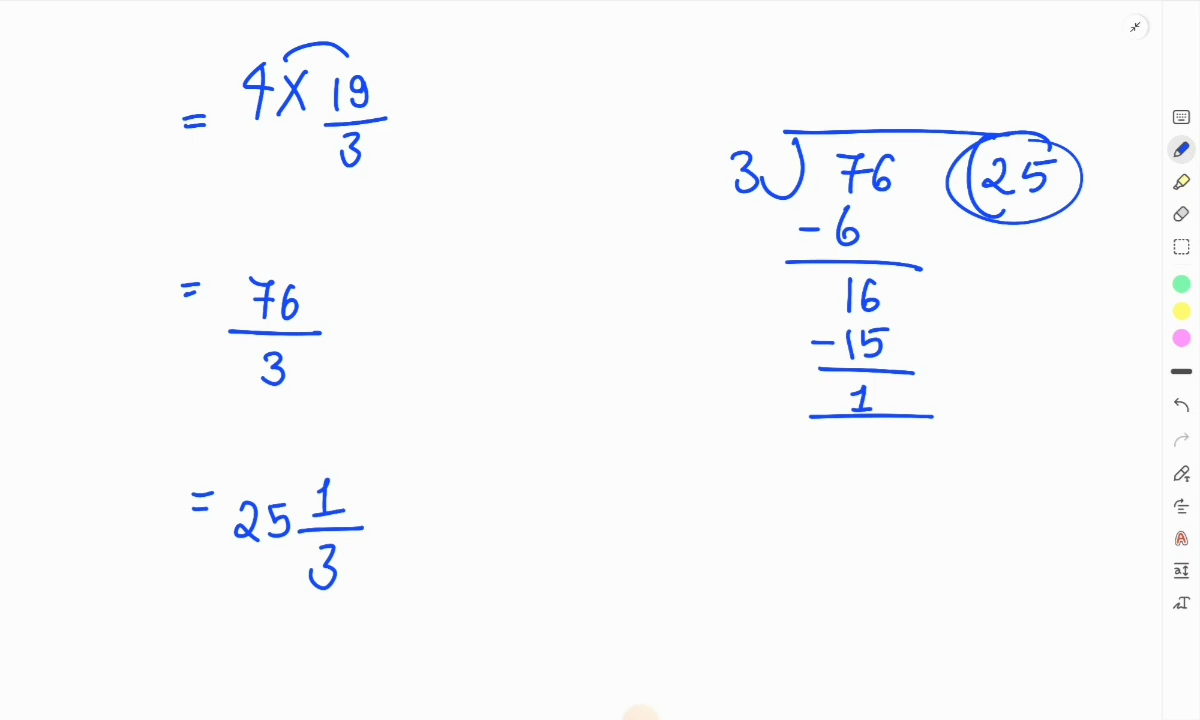 = 4 × 19/3
= 76/3
= 25 1/3
3) 76 (25
- 6
16
- 15
1